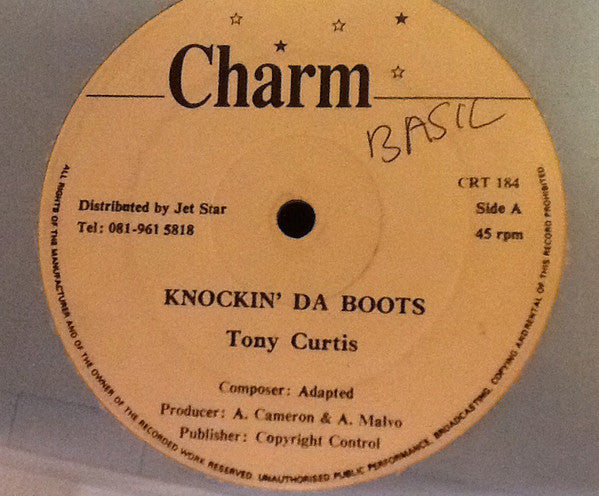 Charm
BASIL
CRT 184
Distributed by Jet Star
Side A
Tel: 081-961 5818
45 rpm
KNOCKIN' DA BOOTS
Tony Curtis
Composer: Adapted
Producer: A. Cameron & A. Malvo
Publisher: Copyright Control
ALL RIGHTS OF THE MANUFACTURER AND OF THE OWNER OF THE RECORDED WORK RESERVED. UNAUTHORISED PUBLIC PERFORMANCE, BROADCASTING, COPYING AND RENTAL OF THIS RECORD PROHIBITED